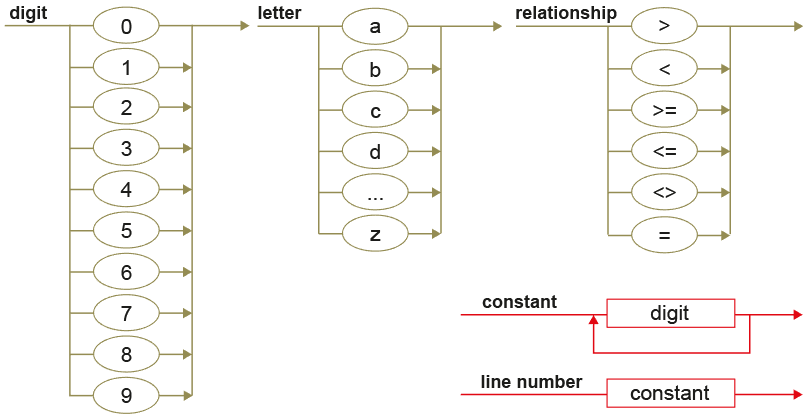 digit
0
1
2
3
4
5
6
7
8
9
letter
a
b
c
d
...
z
relationship
>
<
>=
<=
<>
=
constant
digit
line number
constant